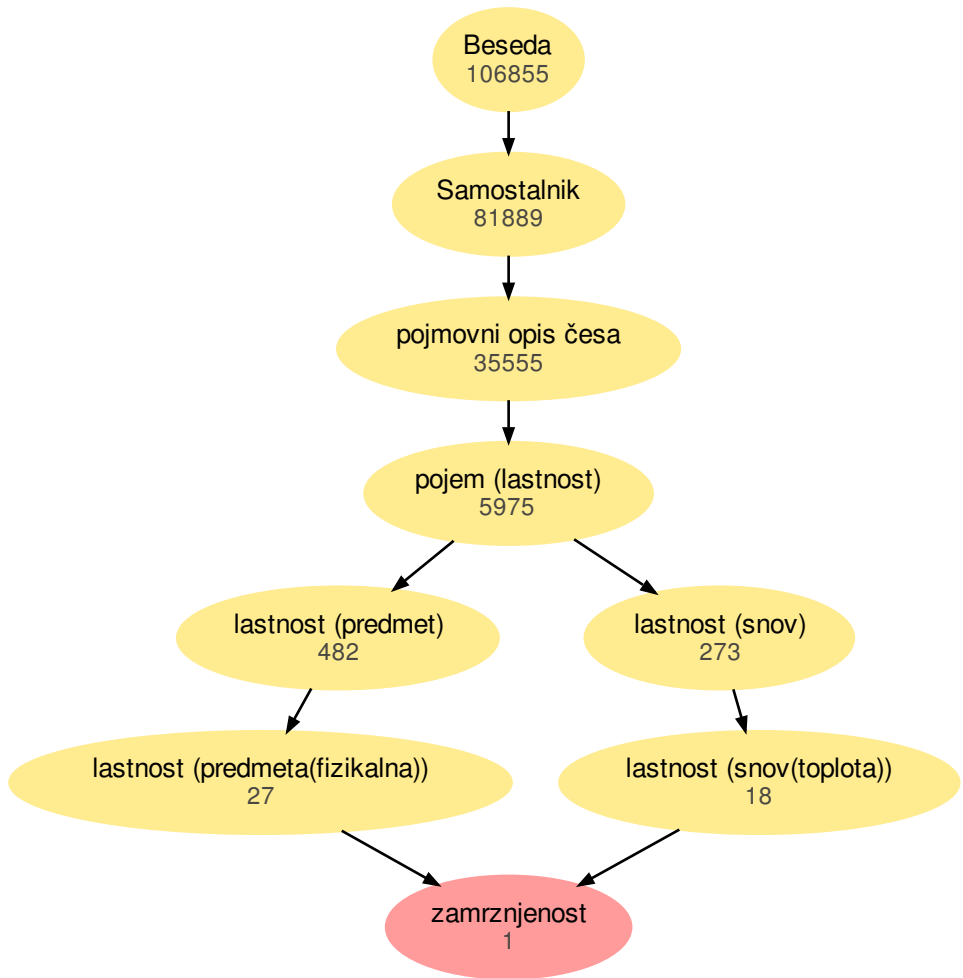 Beseda
106855
Samostalnik
81889
pojmovni opis česa
35555
pojem (lastnost)
5975
lastnost (predmet)
482
lastnost (snov)
273
lastnost (predmeta(fizikalna))
27
lastnost (snov(toplota))
18
zamrznjenost
1